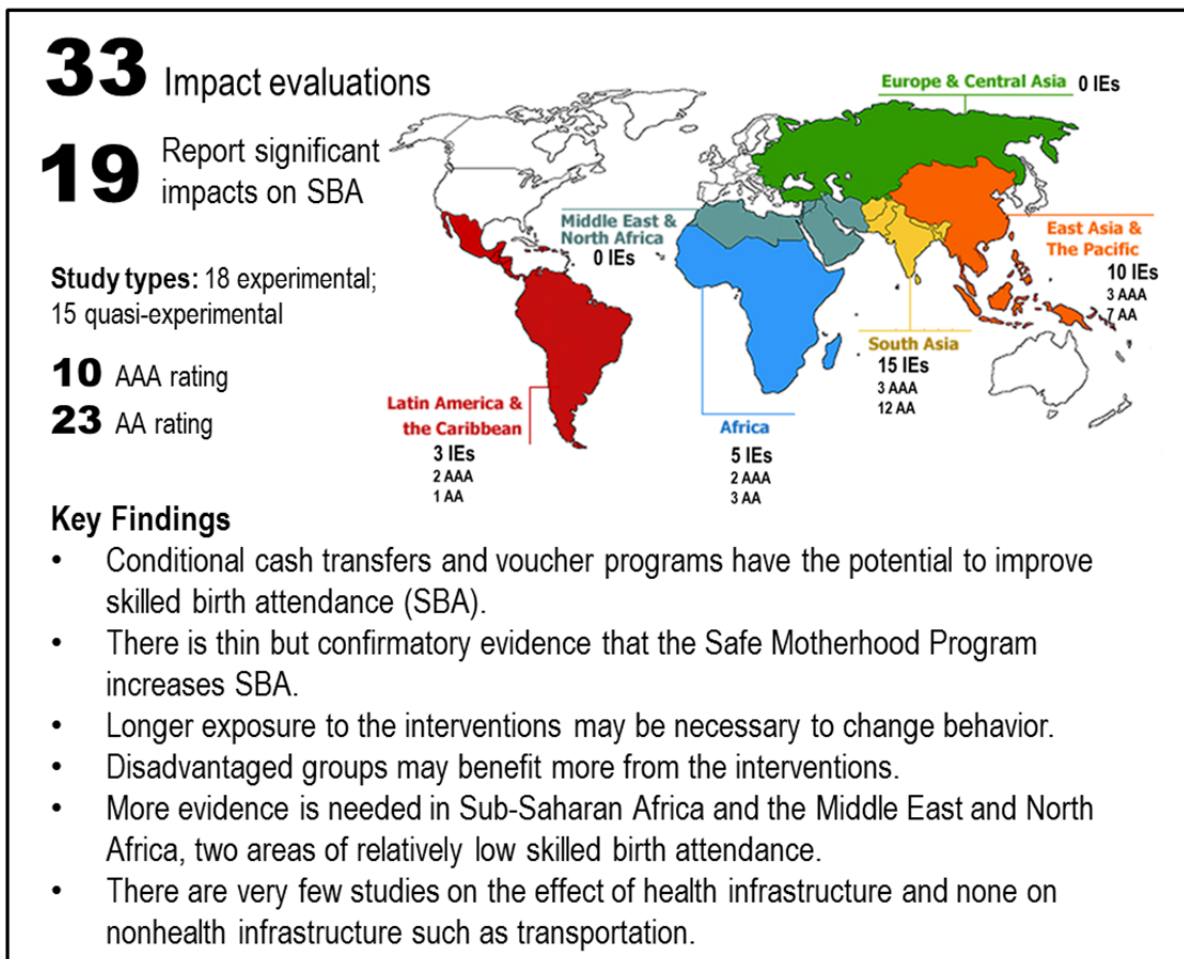 33 Impact evaluations
19 Report significant
impacts on SBA
Study types: 18 experimental;
15 quasi-experimental
10 AAA rating
23 AA rating
Europe & Central Asia 0 IEs
Middle East &
North Africa
0 IEs
East Asia &
The Pacific
10 IEs
3 AAA
7 AA
South Asia
15 IEs
3 AAA
12 AA
Latin America &
the Caribbean
3 IEs
2 AAA
1 AA
Africa
5 IEs
2 AAA
3 AA
Key Findings
• Conditional cash transfers and voucher programs have the potential to improve
skilled birth attendance (SBA).
• There is thin but confirmatory evidence that the Safe Motherhood Program
increases SBA.
• Longer exposure to the interventions may be necessary to change behavior.
• Disadvantaged groups may benefit more from the interventions.
• More evidence is needed in Sub-Saharan Africa and the Middle East and North
Africa, two areas of relatively low skilled birth attendance.
• There are very few studies on the effect of health infrastructure and none on
nonhealth infrastructure such as transportation.